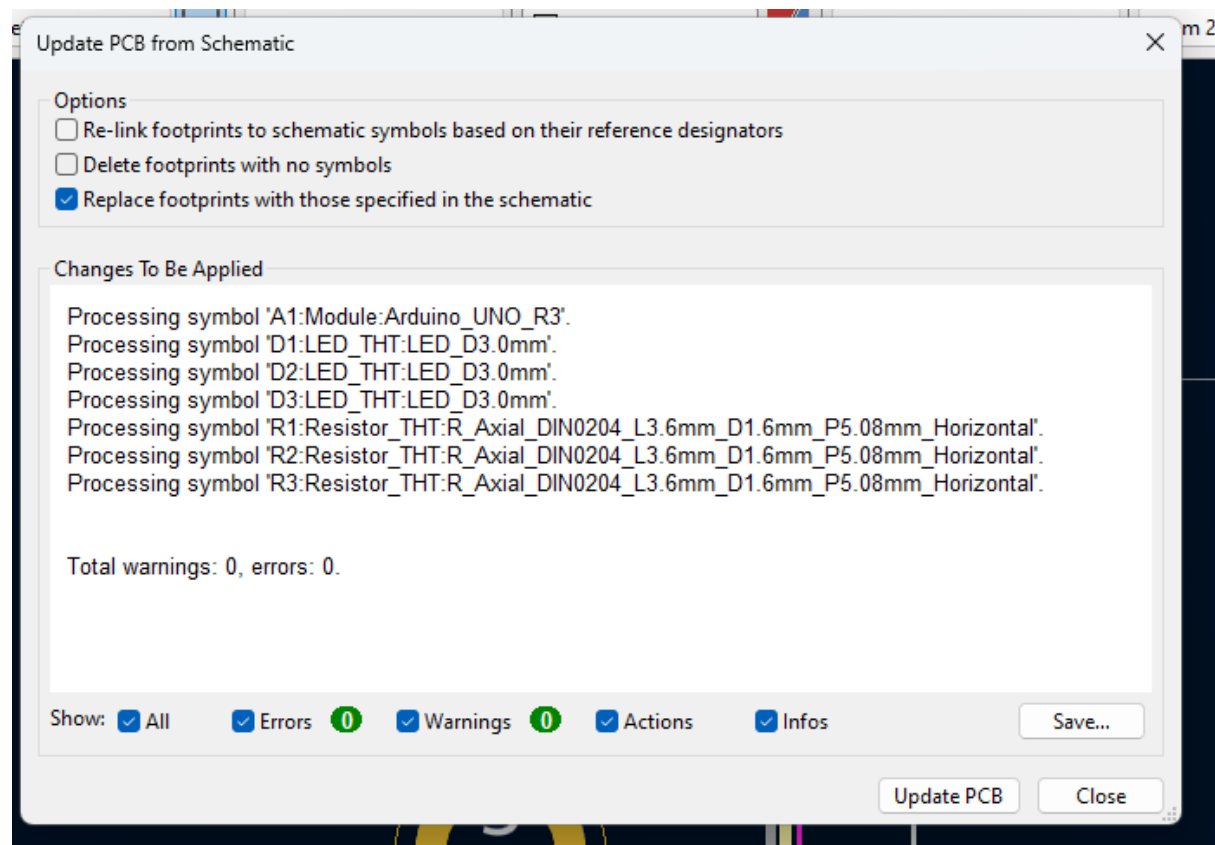 m 2
Update PCB from Schematic
Options
Re-link footprints to schematic symbols based on their reference designators
Delete footprints with no symbols
Replace footprints with those specified in the schematic
Changes To Be Applied
Processing symbol 'A1:Module:Arduino_UNO_R3'.
Processing symbol 'D1:LED_THT:LED_D3.0mm'.
Processing symbol 'D2:LED_THT:LED_D3.0mm'.
Processing symbol 'D3:LED_THT:LED_D3.0mm'.
Processing symbol 'R1:Resistor_THT:R_Axial_DIN0204_L3.6mm_D1.6mm_P5.08mm_Horizontal'.
Processing symbol 'R2:Resistor_THT:R_Axial_DIN0204_L3.6mm_D1.6mm_P5.08mm_Horizontal'.
Processing symbol 'R3:Resistor_THT:R_Axial_DIN0204_L3.6mm_D1.6mm_P5.08mm_Horizontal'.
Total warnings: 0, errors: 0.
Show: All Errors 0 Warnings 0 Actions Infos Save...
Update PCB Close